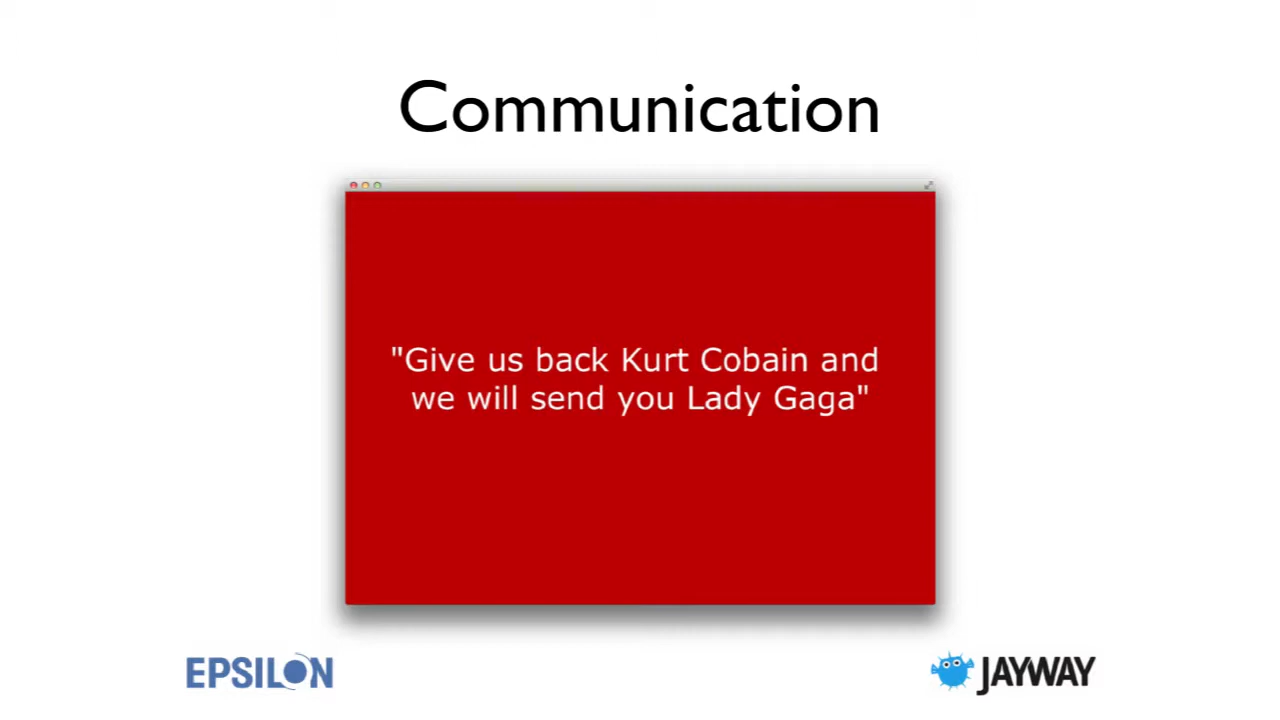 Communication
"Give us back Kurt Cobain and
we will send you Lady Gaga"
EPSILON
JAYWAY